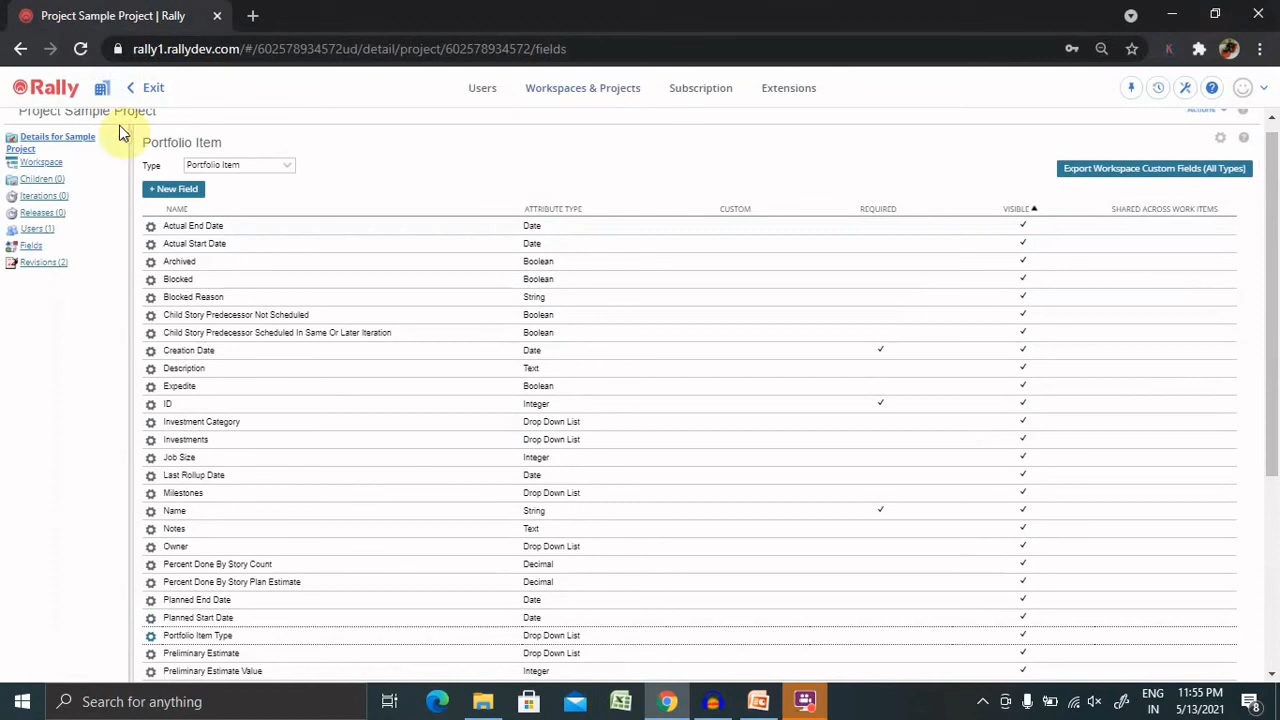 Project Sample Project | Rally
rally1.rallydev.com/#/602578934572ud/detail/project/602578934572/fields
K
Rally
Exit
Users
Workspaces & Projects
Subscription
Extensions
Project Sample Project
Actions
Details for Sample
Project
Workspace
Children (0)
Iterations (0)
Releases (0)
Users (1)
Fields
Revisions (2)
Portfolio Item
Type Portfolio Item
Export Workspace Custom Fields (All Types)
+ New Field
NAME ATTRIBUTE TYPE CUSTOM REQUIRED VISIBLE SHARED ACROSS WORK ITEMS
Actual End Date Date ✓
Actual Start Date Date ✓
Archived Boolean ✓
Blocked Boolean ✓
Blocked Reason String ✓
Child Story Predecessor Not Scheduled Boolean ✓
Child Story Predecessor Scheduled In Same Or Later Iteration Boolean ✓
Creation Date Date ✓ ✓
Description Text ✓
Expedite Boolean ✓
ID Integer ✓ ✓
Investment Category Drop Down List ✓
Investments Drop Down List ✓
Job Size Integer ✓
Last Rollup Date Date ✓
Milestones Drop Down List ✓
Name String ✓ ✓
Notes Text ✓
Owner Drop Down List ✓
Percent Done By Story Count Decimal ✓
Percent Done By Story Plan Estimate Decimal ✓
Planned End Date Date ✓
Planned Start Date Date ✓
Portfolio Item Type Drop Down List ✓
Preliminary Estimate Drop Down List ✓
Preliminary Estimate Value Integer ✓
Search for anything
ENG
IN
11:55 PM
5/13/2021
8